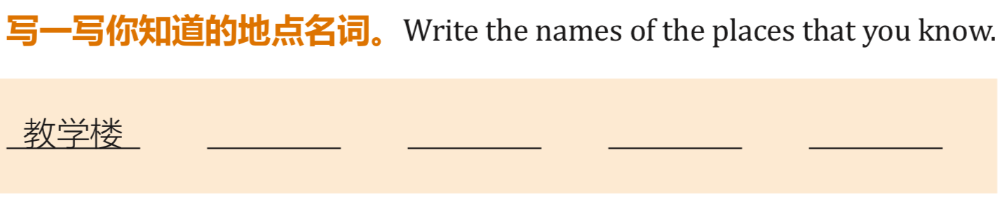 写一写你知道的地点名词。Write the names of the places that you know.
教学楼